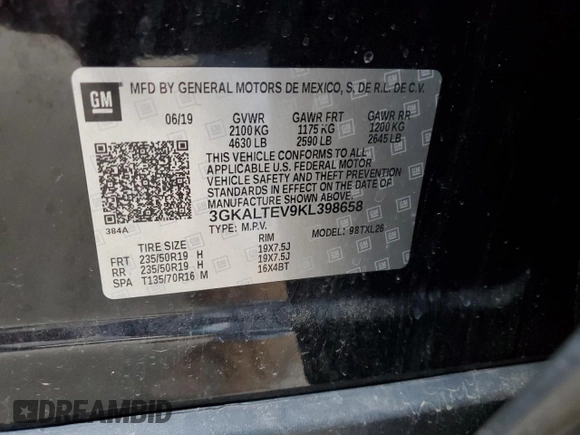 GM
MFD BY GENERAL MOTORS DE MEXICO, S. DE R.L. DE C.V.
06/19 GVWR GAWR FRT GAWR RR
2100 KG 1175 KG 1200 KG
4630 LB 2590 LB 2645 LB
THIS VEHICLE CONFORMS TO ALL
APPLICABLE U.S. FEDERAL MOTOR
VEHICLE SAFETY AND THEFT PREVENTION
STANDARDS IN EFFECT ON THE DATE OF
MANUFACTURE SHOWN ABOVE.
3GKALTEV9KL398658
384A TYPE: M.P.V. MODEL: 98TXL26
TIRE SIZE RIM
FRT 235/50R19 H 19X7.5J
RR 235/50R19 H 19X7.5J
SPA T135/70R16 M 16X4BT
DREAMBID